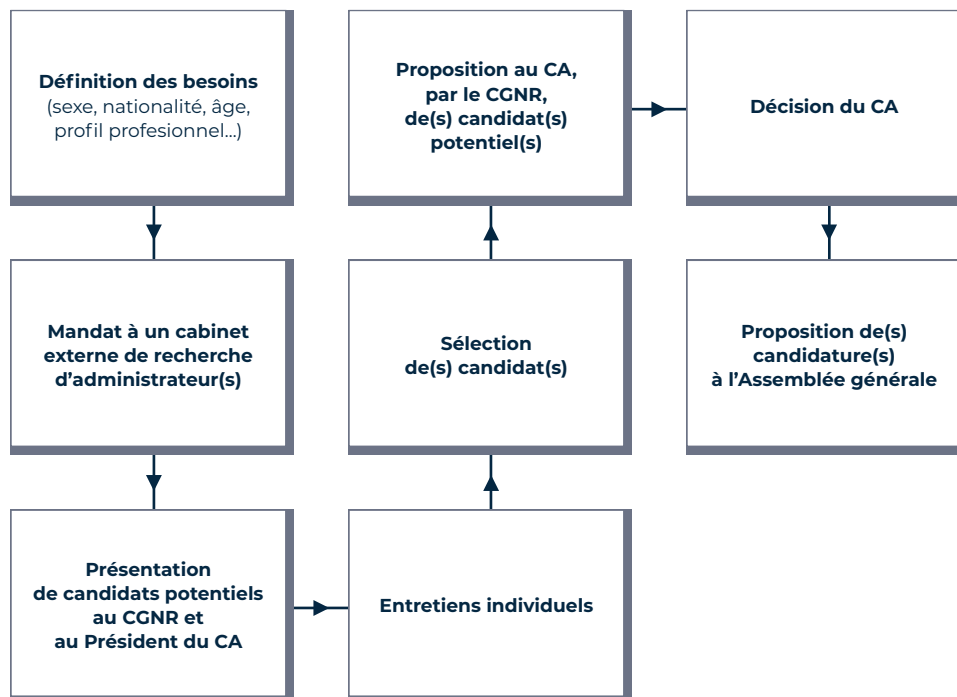 Définition des besoins
(sexe, nationalité, âge,
profil profesionnel...)
Mandat à un cabinet
externe de recherche
d'administrateur(s)
Présentation
de candidats potentiels
au CGNR et
au Président du CA
Entretiens individuels
Sélection
de(s) candidat(s)
Proposition au CA,
par le CGNR,
de(s) candidat(s)
potentiel(s)
Décision du CA
Proposition de(s)
candidature(s)
à l'Assemblée générale